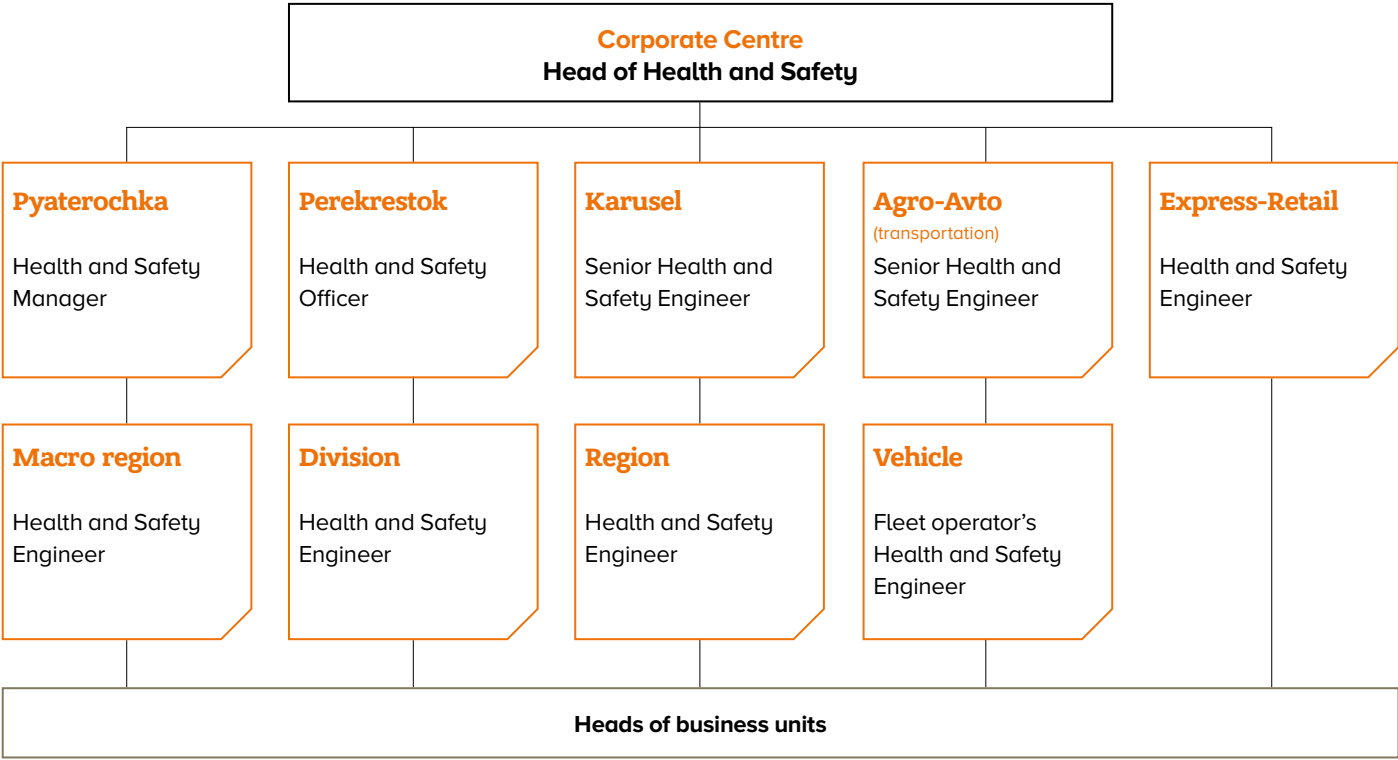 Corporate Centre
Head of Health and Safety
Pyaterochka
Health and Safety
Manager
Perekrestok
Health and Safety
Officer
Karusel
Senior Health and
Safety Engineer
Agro-Avto
(transportation)
Senior Health and
Safety Engineer
Express-Retail
Health and Safety
Engineer
Macro region
Health and Safety
Engineer
Division
Health and Safety
Engineer
Region
Health and Safety
Engineer
Vehicle
Fleet operator’s
Health and Safety
Engineer
Heads of business units